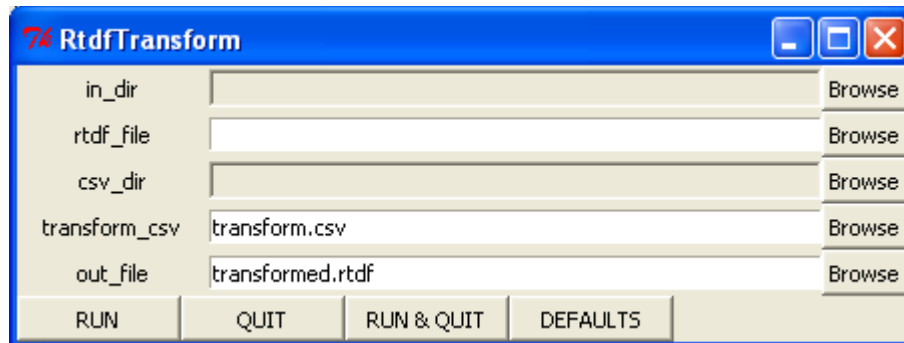 RtdfTransform
in_dir Browse
rtdf_file Browse
csv_dir Browse
transform_csv transform.csv Browse
out_file transformed.rtdf Browse
RUN QUIT RUN & QUIT DEFAULTS